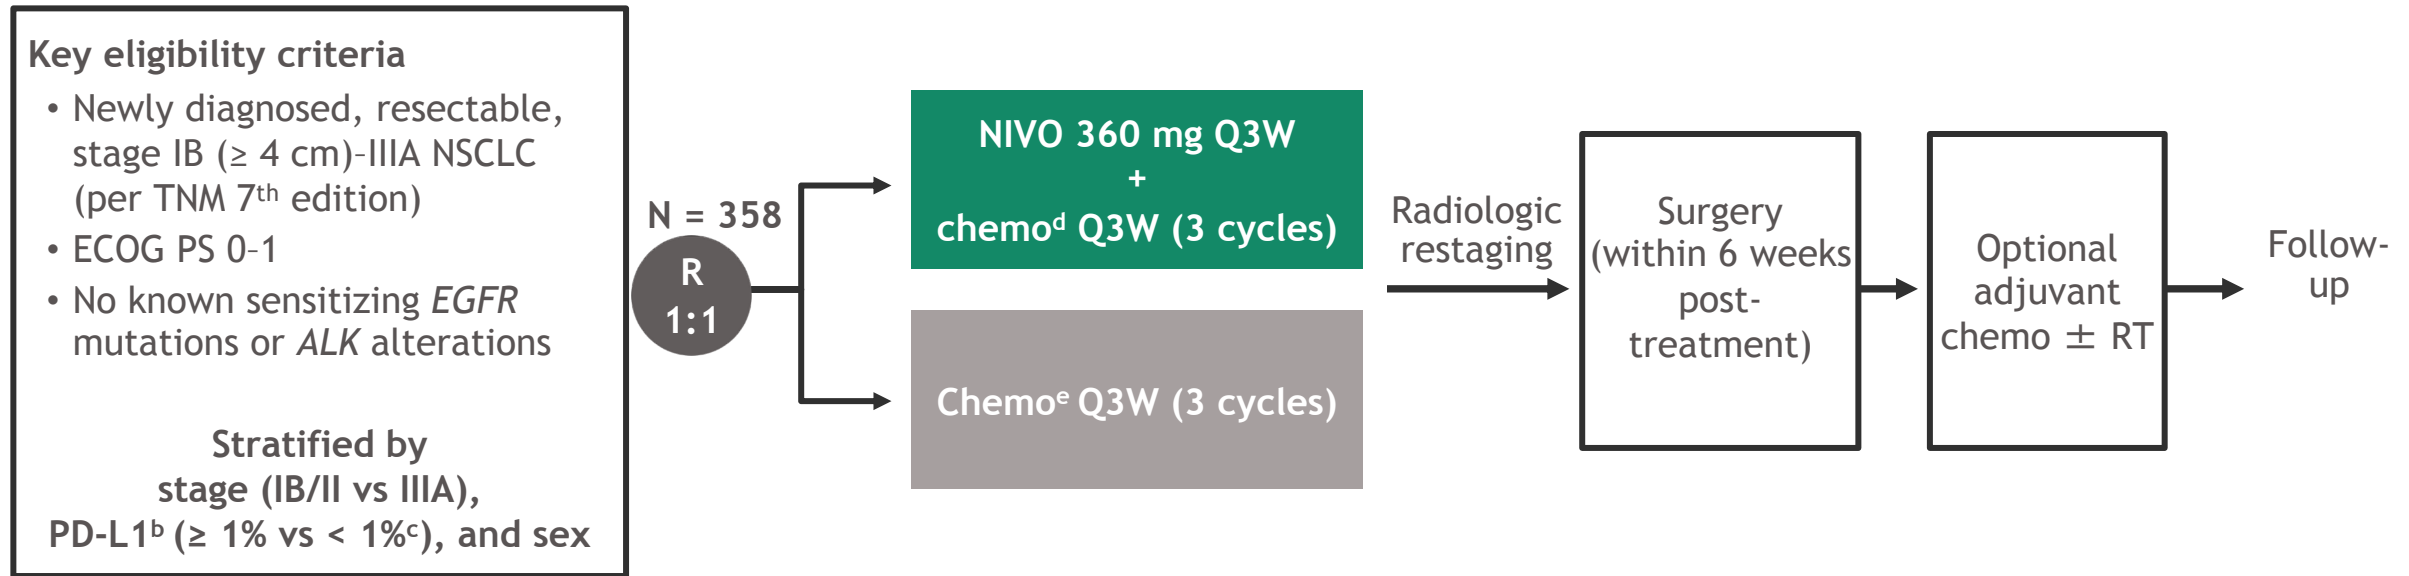 Key eligibility criteria
• Newly diagnosed, resectable,
stage IB (≥ 4 cm)–IIIA NSCLC
(per TNM 7th edition)
• ECOG PS 0–1
• No known sensitizing EGFR
mutations or ALK alterations
Stratified by
stage (IB/II vs IIIA),
PD-L1b (≥ 1% vs < 1%c), and sex
N = 358
R
1:1
NIVO 360 mg Q3W
+
chemod Q3W (3 cycles)
Chemoe Q3W (3 cycles)
Radiologic
restaging
Surgery
(within 6 weeks
post-
treatment)
Optional
adjuvant
chemo ± RT
Follow-
up